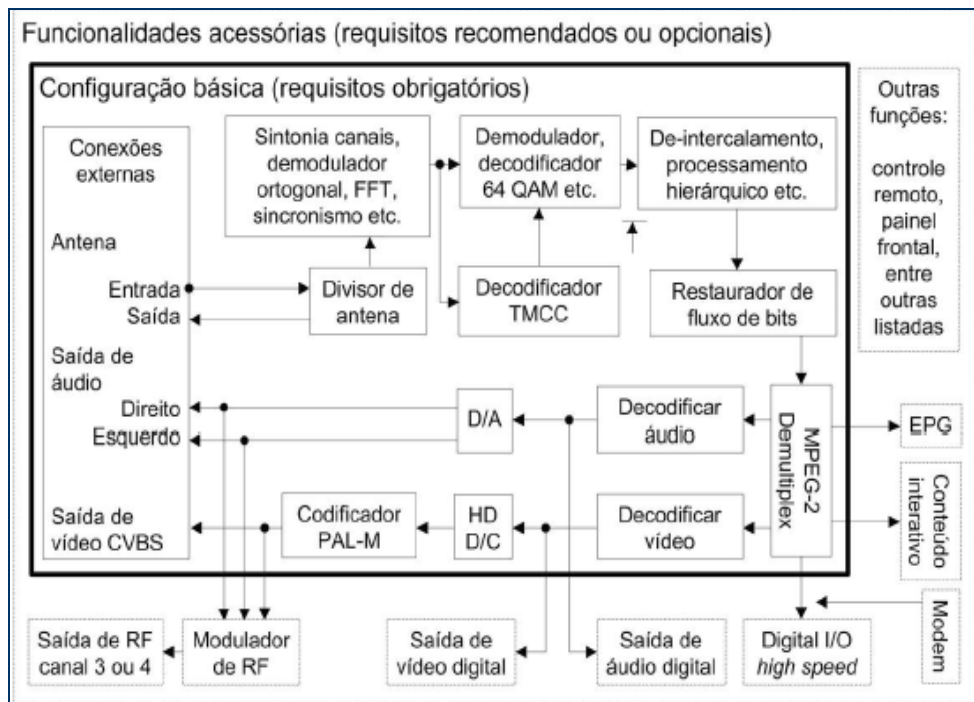 Funcionalidades acessórias (requisitos recomendados ou opcionais)
Configuração básica (requisitos obrigatórios)
Conexões
externas
Antena
Entrada
Saída
Saída de
áudio
Direito
Esquerdo
Saída de
vídeo CVBS
Sintonia canais,
demodulador
ortogonal, FFT,
sincronismo etc.
Demodulador,
decodificador
64 QAM etc.
De-intercalamento,
processamento
hierárquico etc.
Divisor de
antena
Decodificador
TMCC
Restaurador de
fluxo de bits
D/A
Decodificar
áudio
MPEG-2
Demultiplex
Codificador
PAL-M
HD
D/C
Decodificar
vídeo
Outras
funções:
controle
remoto,
painel
frontal,
entre
outras
listadas
EPG
Conteúdo
interativo
Modem
Saída de RF
canal 3 ou 4
Modulador
de RF
Saída de
vídeo digital
Saída de
áudio digital
Digital I/O
high speed